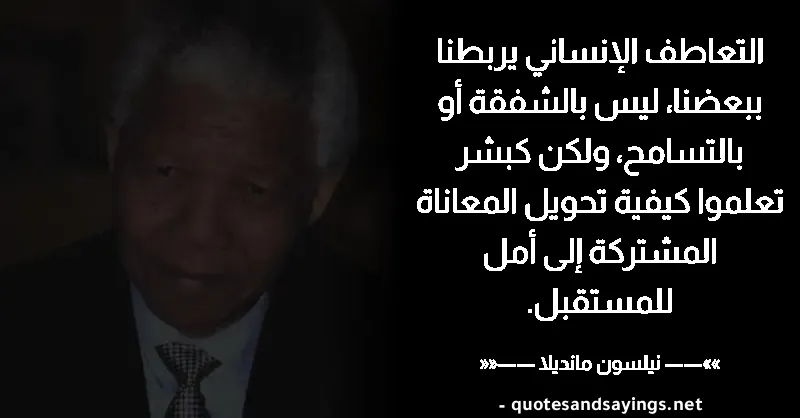 التعاطف الإنساني يربطنا
ببعضنا، ليس بالشفقة أو
بالتسامح، ولكن كبشر
تعلموا كيفية تحويل المعاناة
المشتركة إلى أمل
للمستقبل.
»»—— نيلسون مانديلا ——««
- quotesandsayings.net